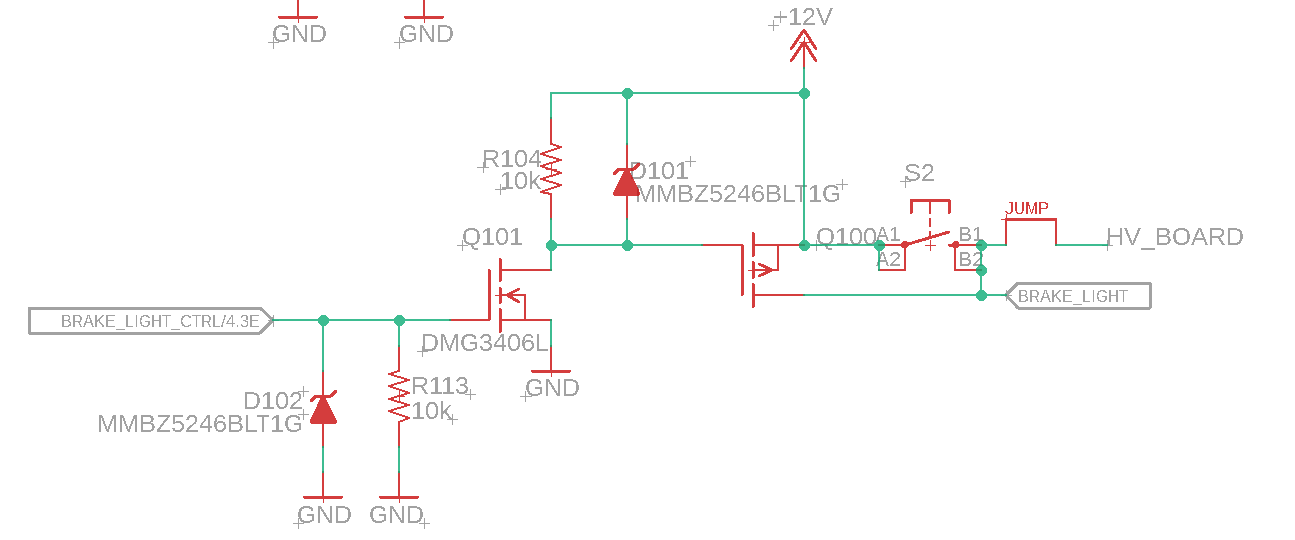 GND
GND
+12V
R104
10k
D101
MMBZ5246BLT1G
S2
JUMP
Q101
Q100
A1
B1
HV_BOARD
A2
B2
BRAKE_LIGHT
BRAKE_LIGHT_CTRL/4.3E
DMG3406L
GND
D102
MMBZ5246BLT1G
R113
10k
GND
GND